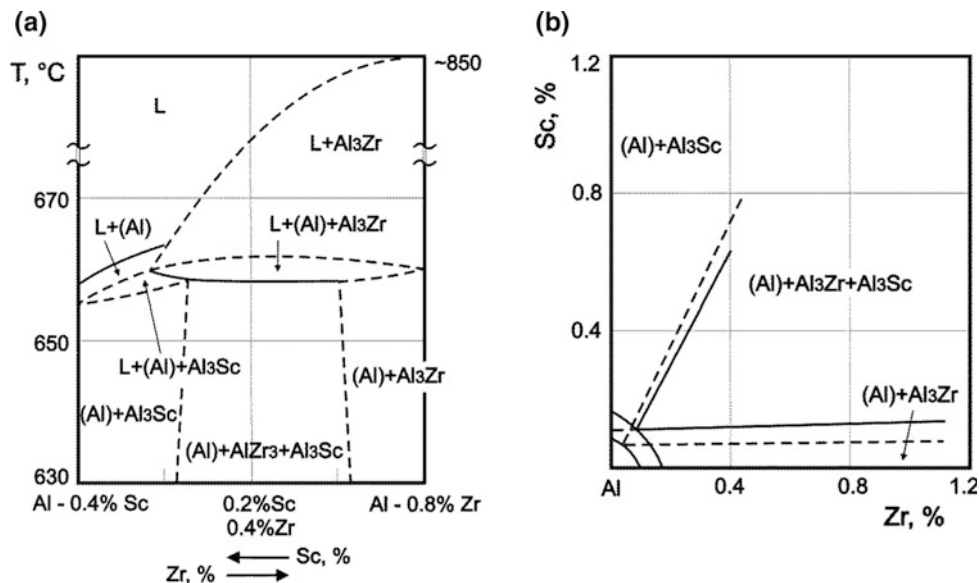 (a)
T, °C
~850
L
L+Al₃Zr
670
L+(Al)
L+(Al)+Al₃Zr
650
L+(Al)+Al₃Sc
(Al)+Al₃Zr
(Al)+Al₃Sc
(Al)+AlZr₃+Al₃Sc
630
Al - 0.4% Sc
0.2%Sc
0.4%Zr
Al - 0.8% Zr
Sc, %
Zr, %
(b)
Sc, %
1.2
(Al)+Al₃Sc
0.8
(Al)+Al₃Zr+Al₃Sc
0.4
(Al)+Al₃Zr
Al
0.4
0.8
1.2
Zr, %